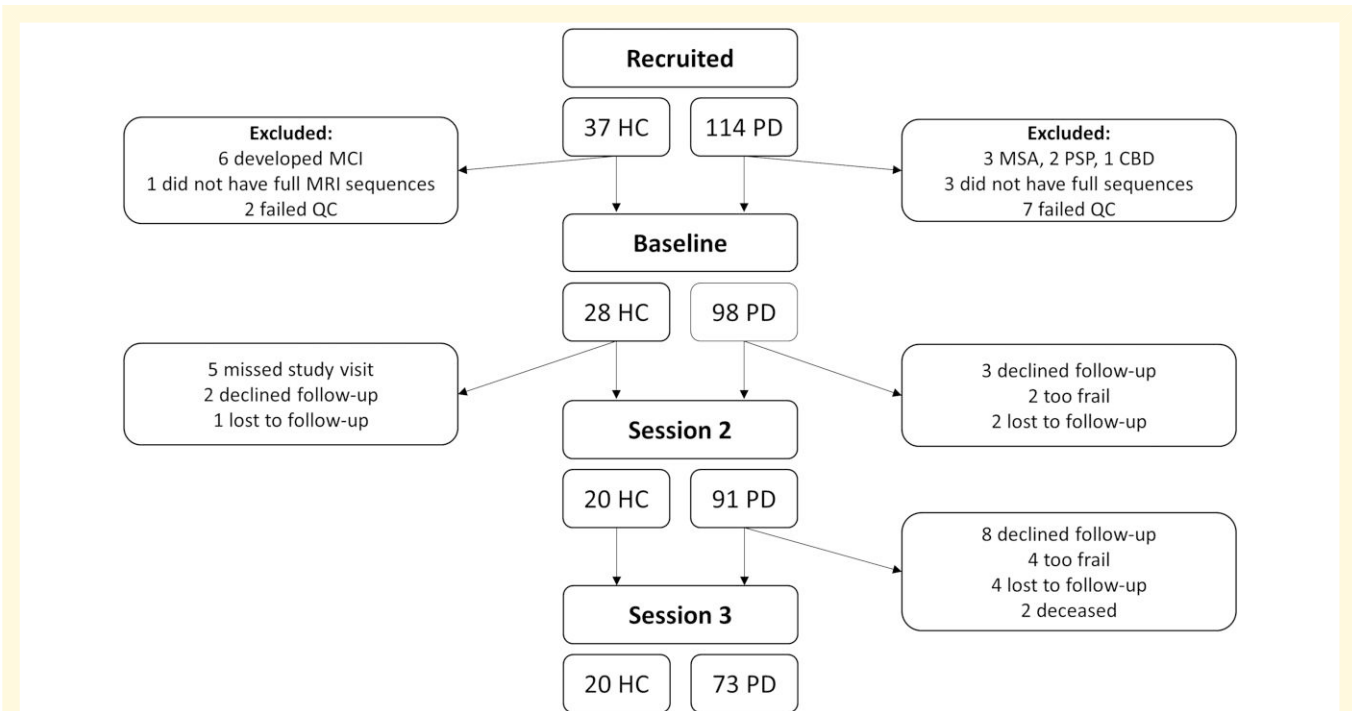 Recruited
37 HC
114 PD
Excluded:
6 developed MCI
1 did not have full MRI sequences
2 failed QC
Excluded:
3 MSA, 2 PSP, 1 CBD
3 did not have full sequences
7 failed QC
Baseline
28 HC
98 PD
5 missed study visit
2 declined follow-up
1 lost to follow-up
3 declined follow-up
2 too frail
2 lost to follow-up
Session 2
20 HC
91 PD
8 declined follow-up
4 too frail
4 lost to follow-up
2 deceased
Session 3
20 HC
73 PD